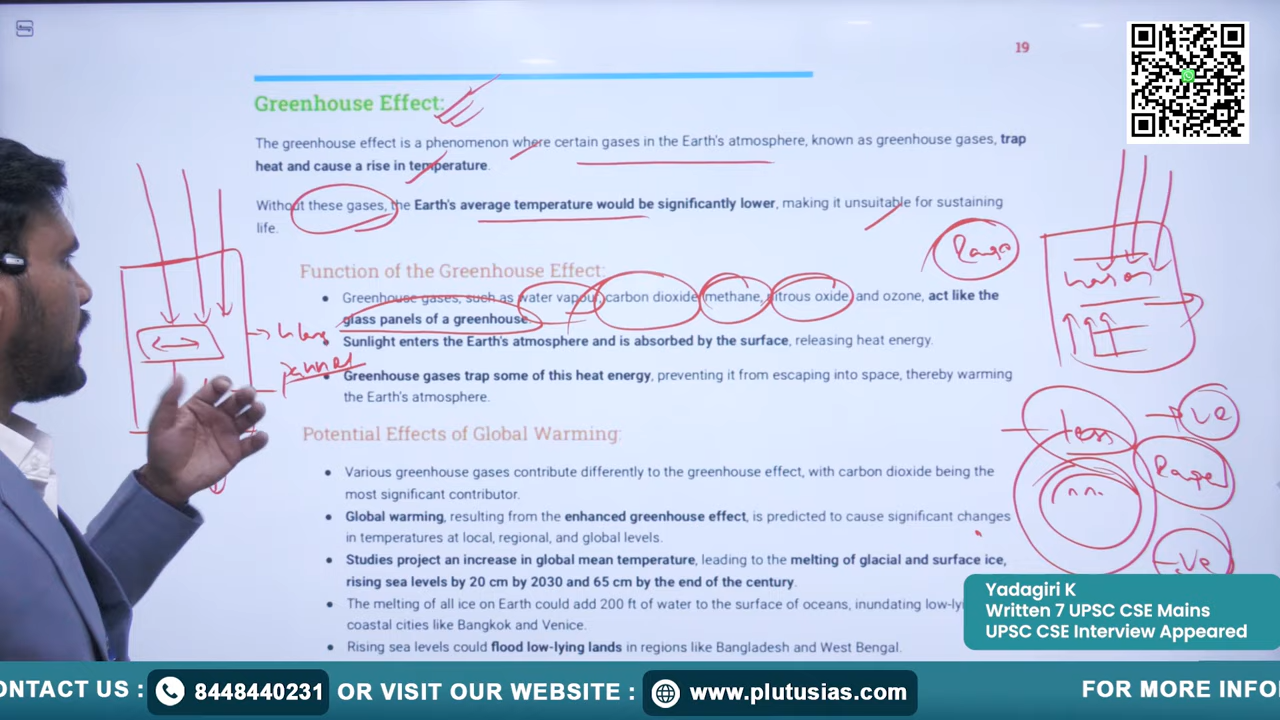 19
Greenhouse Effect:
The greenhouse effect is a phenomenon where certain gases in the Earth's atmosphere, known as greenhouse gases, trap
heat and cause a rise in temperature.
Without these gases, the Earth's average temperature would be significantly lower, making it unsuitable for sustaining
life.
Range
Function of the Greenhouse Effect:
Greenhouse gases, such as water vapour, carbon dioxide, methane, nitrous oxide, and ozone, act like the
glass panels of a greenhouse.
Sunlight enters the Earth's atmosphere and is absorbed by the surface, releasing heat energy.
Greenhouse gases trap some of this heat energy, preventing it from escaping into space, thereby warming
the Earth's atmosphere.
Potential Effects of Global Warming:
Various greenhouse gases contribute differently to the greenhouse effect, with carbon dioxide being the
most significant contributor.
Global warming, resulting from the enhanced greenhouse effect, is predicted to cause significant changes
in temperatures at local, regional, and global levels.
Studies project an increase in global mean temperature, leading to the melting of glacial and surface ice,
rising sea levels by 20 cm by 2030 and 65 cm by the end of the century.
The melting of all ice on Earth could add 200 ft of water to the surface of oceans, inundating low-ly
coastal cities like Bangkok and Venice.
Rising sea levels could flood low-lying lands in regions like Bangladesh and West Bengal.
+ve
Range
-ve
Yadagiri K
Written 7 UPSC CSE Mains
UPSC CSE Interview Appeared
ONTACT US : 8448440231 OR VISIT OUR WEBSITE : www.plutusias.com FOR MORE INFO